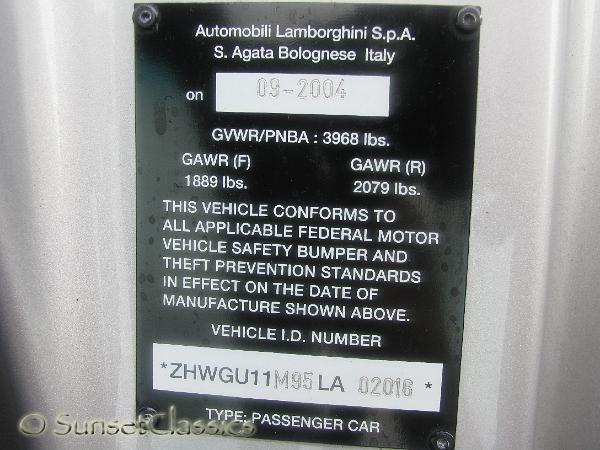 Automobili Lamborghini S.p.A.
S. Agata Bolognese Italy
on 09-2004
GVWR/PNBA : 3968 lbs.
GAWR (F) GAWR (R)
1889 lbs. 2079 lbs.
THIS VEHICLE CONFORMS TO
ALL APPLICABLE FEDERAL MOTOR
VEHICLE SAFETY BUMPER AND
THEFT PREVENTION STANDARDS
IN EFFECT ON THE DATE OF
MANUFACTURE SHOWN ABOVE.
VEHICLE I.D. NUMBER
*ZHWGU11M95LA 02016 *
TYPE: PASSENGER CAR
© SunsetClassics